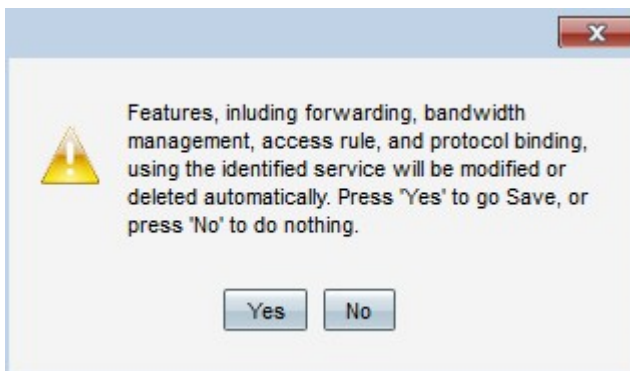 X
Features, inluding forwarding, bandwidth
management, access rule, and protocol binding,
using the identified service will be modified or
deleted automatically. Press 'Yes' to go Save, or
press 'No' to do nothing.
Yes No